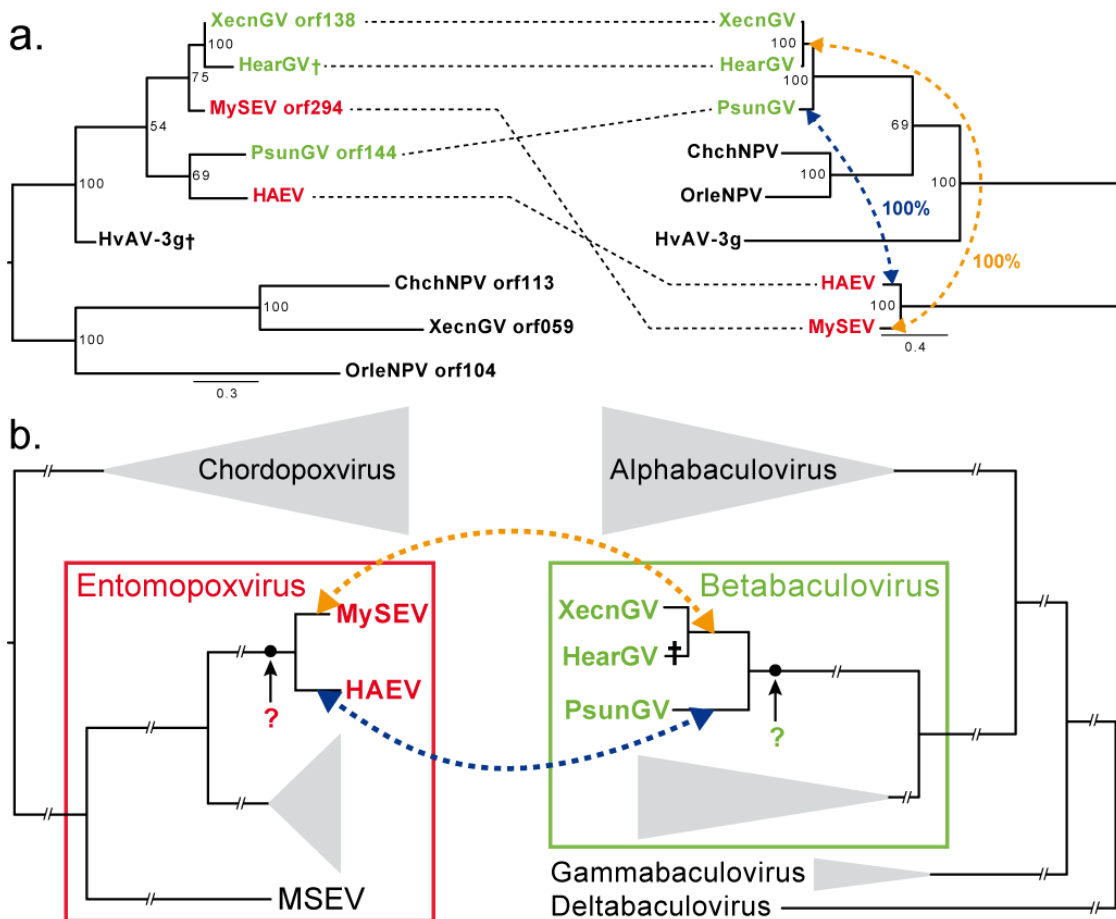 a.
XecnGV orf138
100
HearGV†
75
MySEV orf294
54
PsunGV orf144
69
HAEV
100
HvAV-3g†
ChchNPV orf113
100
XecnGV orf059
100
OrleNPV orf104
0.3
XecnGV
100
HearGV
100
PsunGV
69
ChchNPV
100
OrleNPV
100
100%
HvAV-3g
100%
HAEV
100
MySEV
0.4
b.
Chordopoxvirus
Alphabaculovirus
Entomopoxvirus
MySEV
HAEV
?
MSEV
Betabaculovirus
XecnGV
HearGV
‡
PsunGV
?
Gammabaculovirus
Deltabaculovirus